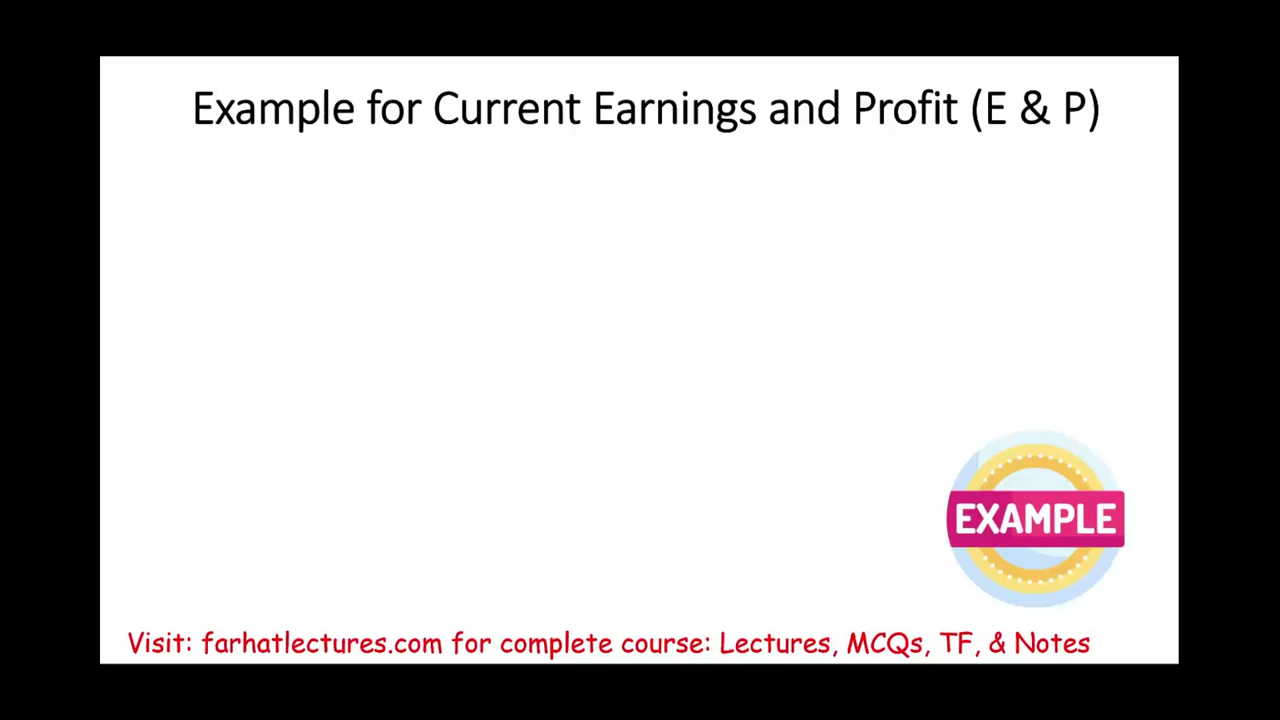 Example for Current Earnings and Profit (E & P)
EXAMPLE
Visit: farhatlectures.com for complete course: Lectures, MCQs, TF, & Notes